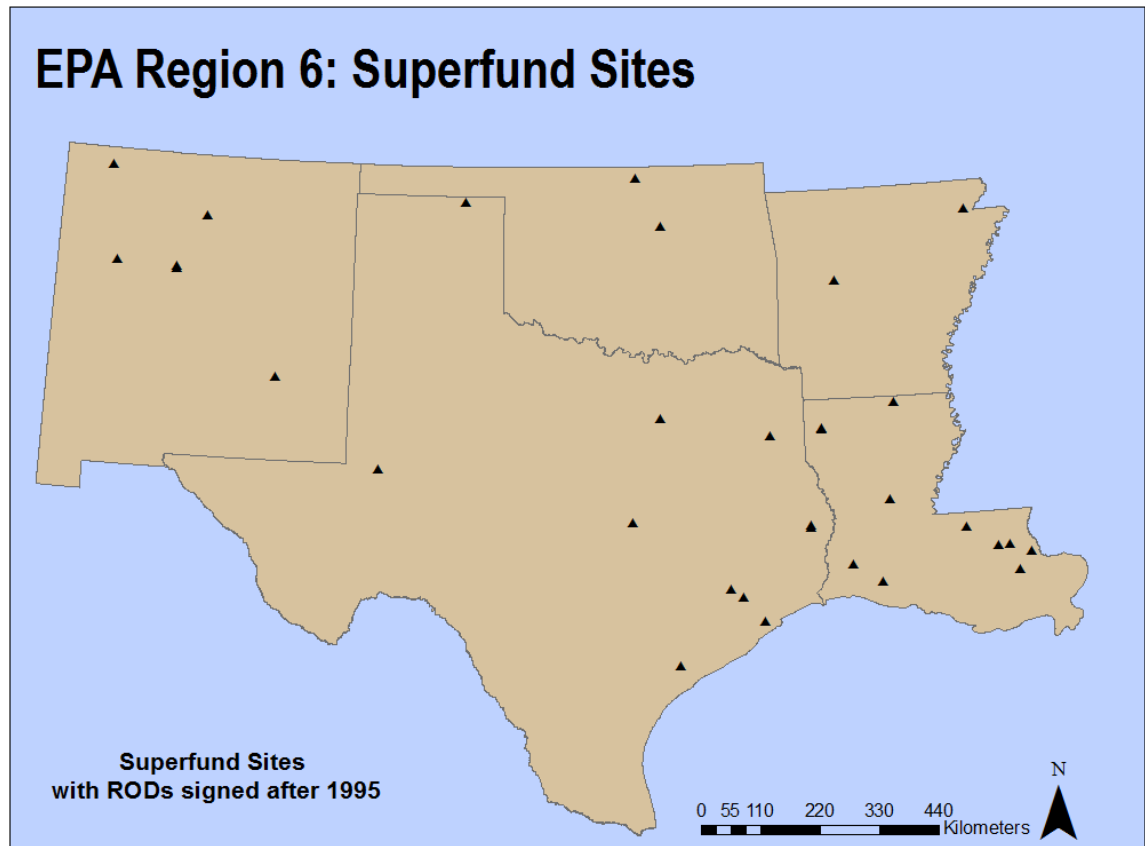 EPA Region 6: Superfund Sites
Superfund Sites
with RODs signed after 1995
N
0 55 110 220 330 440
Kilometers